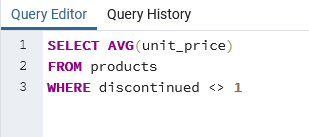 Query Editor Query History
1 SELECT AVG(unit_price)
2 FROM products
3 WHERE discontinued <> 1